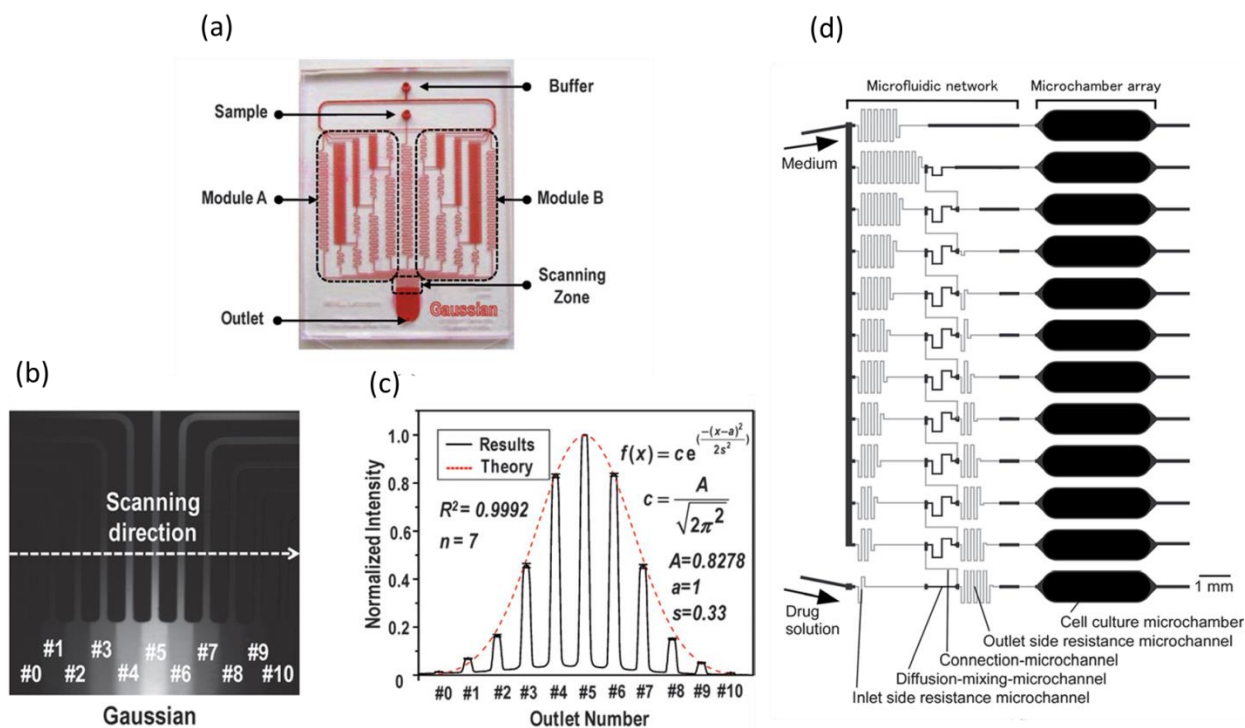 (a)
Buffer
Sample
Module A
Module B
Scanning
Zone
Outlet
Gaussian
(b)
Scanning
direction
#1 #3 #5 #7 #9
#0 #2 #4 #6 #8 #10
Gaussian
(c)
Normalized Intensity
1.0
0.8
0.6
0.4
0.2
0
Results
Theory
R²= 0.9992
n = 7
f(x) = c e^(-(x-a)²/2s²)
c = A/√2π²
A=0.8278
a=1
s=0.33
#0 #1 #2 #3 #4 #5 #6 #7 #8 #9 #10
Outlet Number
(d)
Microfluidic network
Microchamber array
Medium
Drug
solution
1 mm
Cell culture microchamber
Outlet side resistance microchannel
Connection-microchannel
Diffusion-mixing-microchannel
Inlet side resistance microchannel